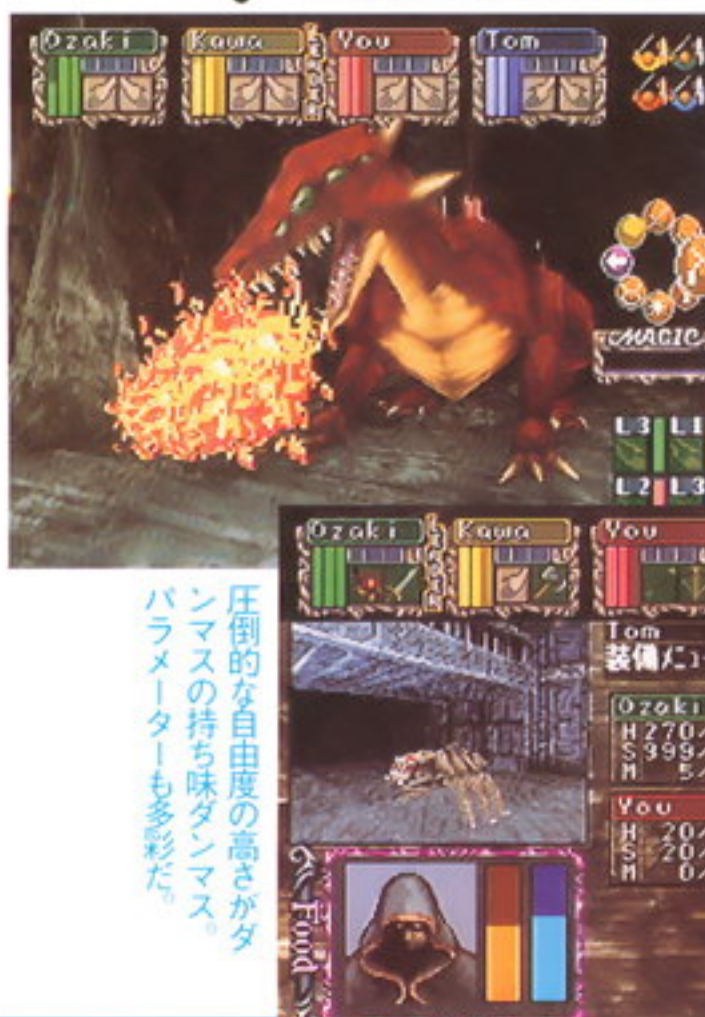 Ozaki
Kawa
You
Tom
LEADER
MAGIC
L3 L1
L2 L3
Ozaki
LEADER
Kawa
You
Tom
装備メニュ
Ozaki
H 270/
S 399/
M 5/
You
H 20/
S 20/
M 0/
Food
圧倒的な自由度の高さがダ
ンマスの持ち味ダンマス。
パラメーターも多彩だ。